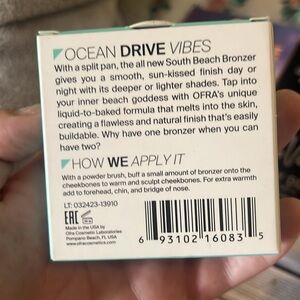 OCEAN DRIVE VIBES
With a split pan, the all new South Beach Bronzer
gives you a smooth, sun-kissed finish day or
night with its deeper or lighter shades. Tap into
your inner beach goddess with OFRA's unique
liquid-to-baked formula that melts into the skin,
creating a flawless and natural finish that's easily
buildable. Why have one bronzer when you can
have two?
HOW WE APPLY IT
With a powder brush, buff a small amount of bronzer onto the
cheekbones to warm and sculpt cheekbones. For extra warmth
add to forehead, chin, and bridge of nose.
LT: 032423-13910
EAC
Made in the USA by
Ofra Cosmetic Laboratories
Pompano Beach, FL USA
www.ofracosmetics.com
6 93102 16083 5